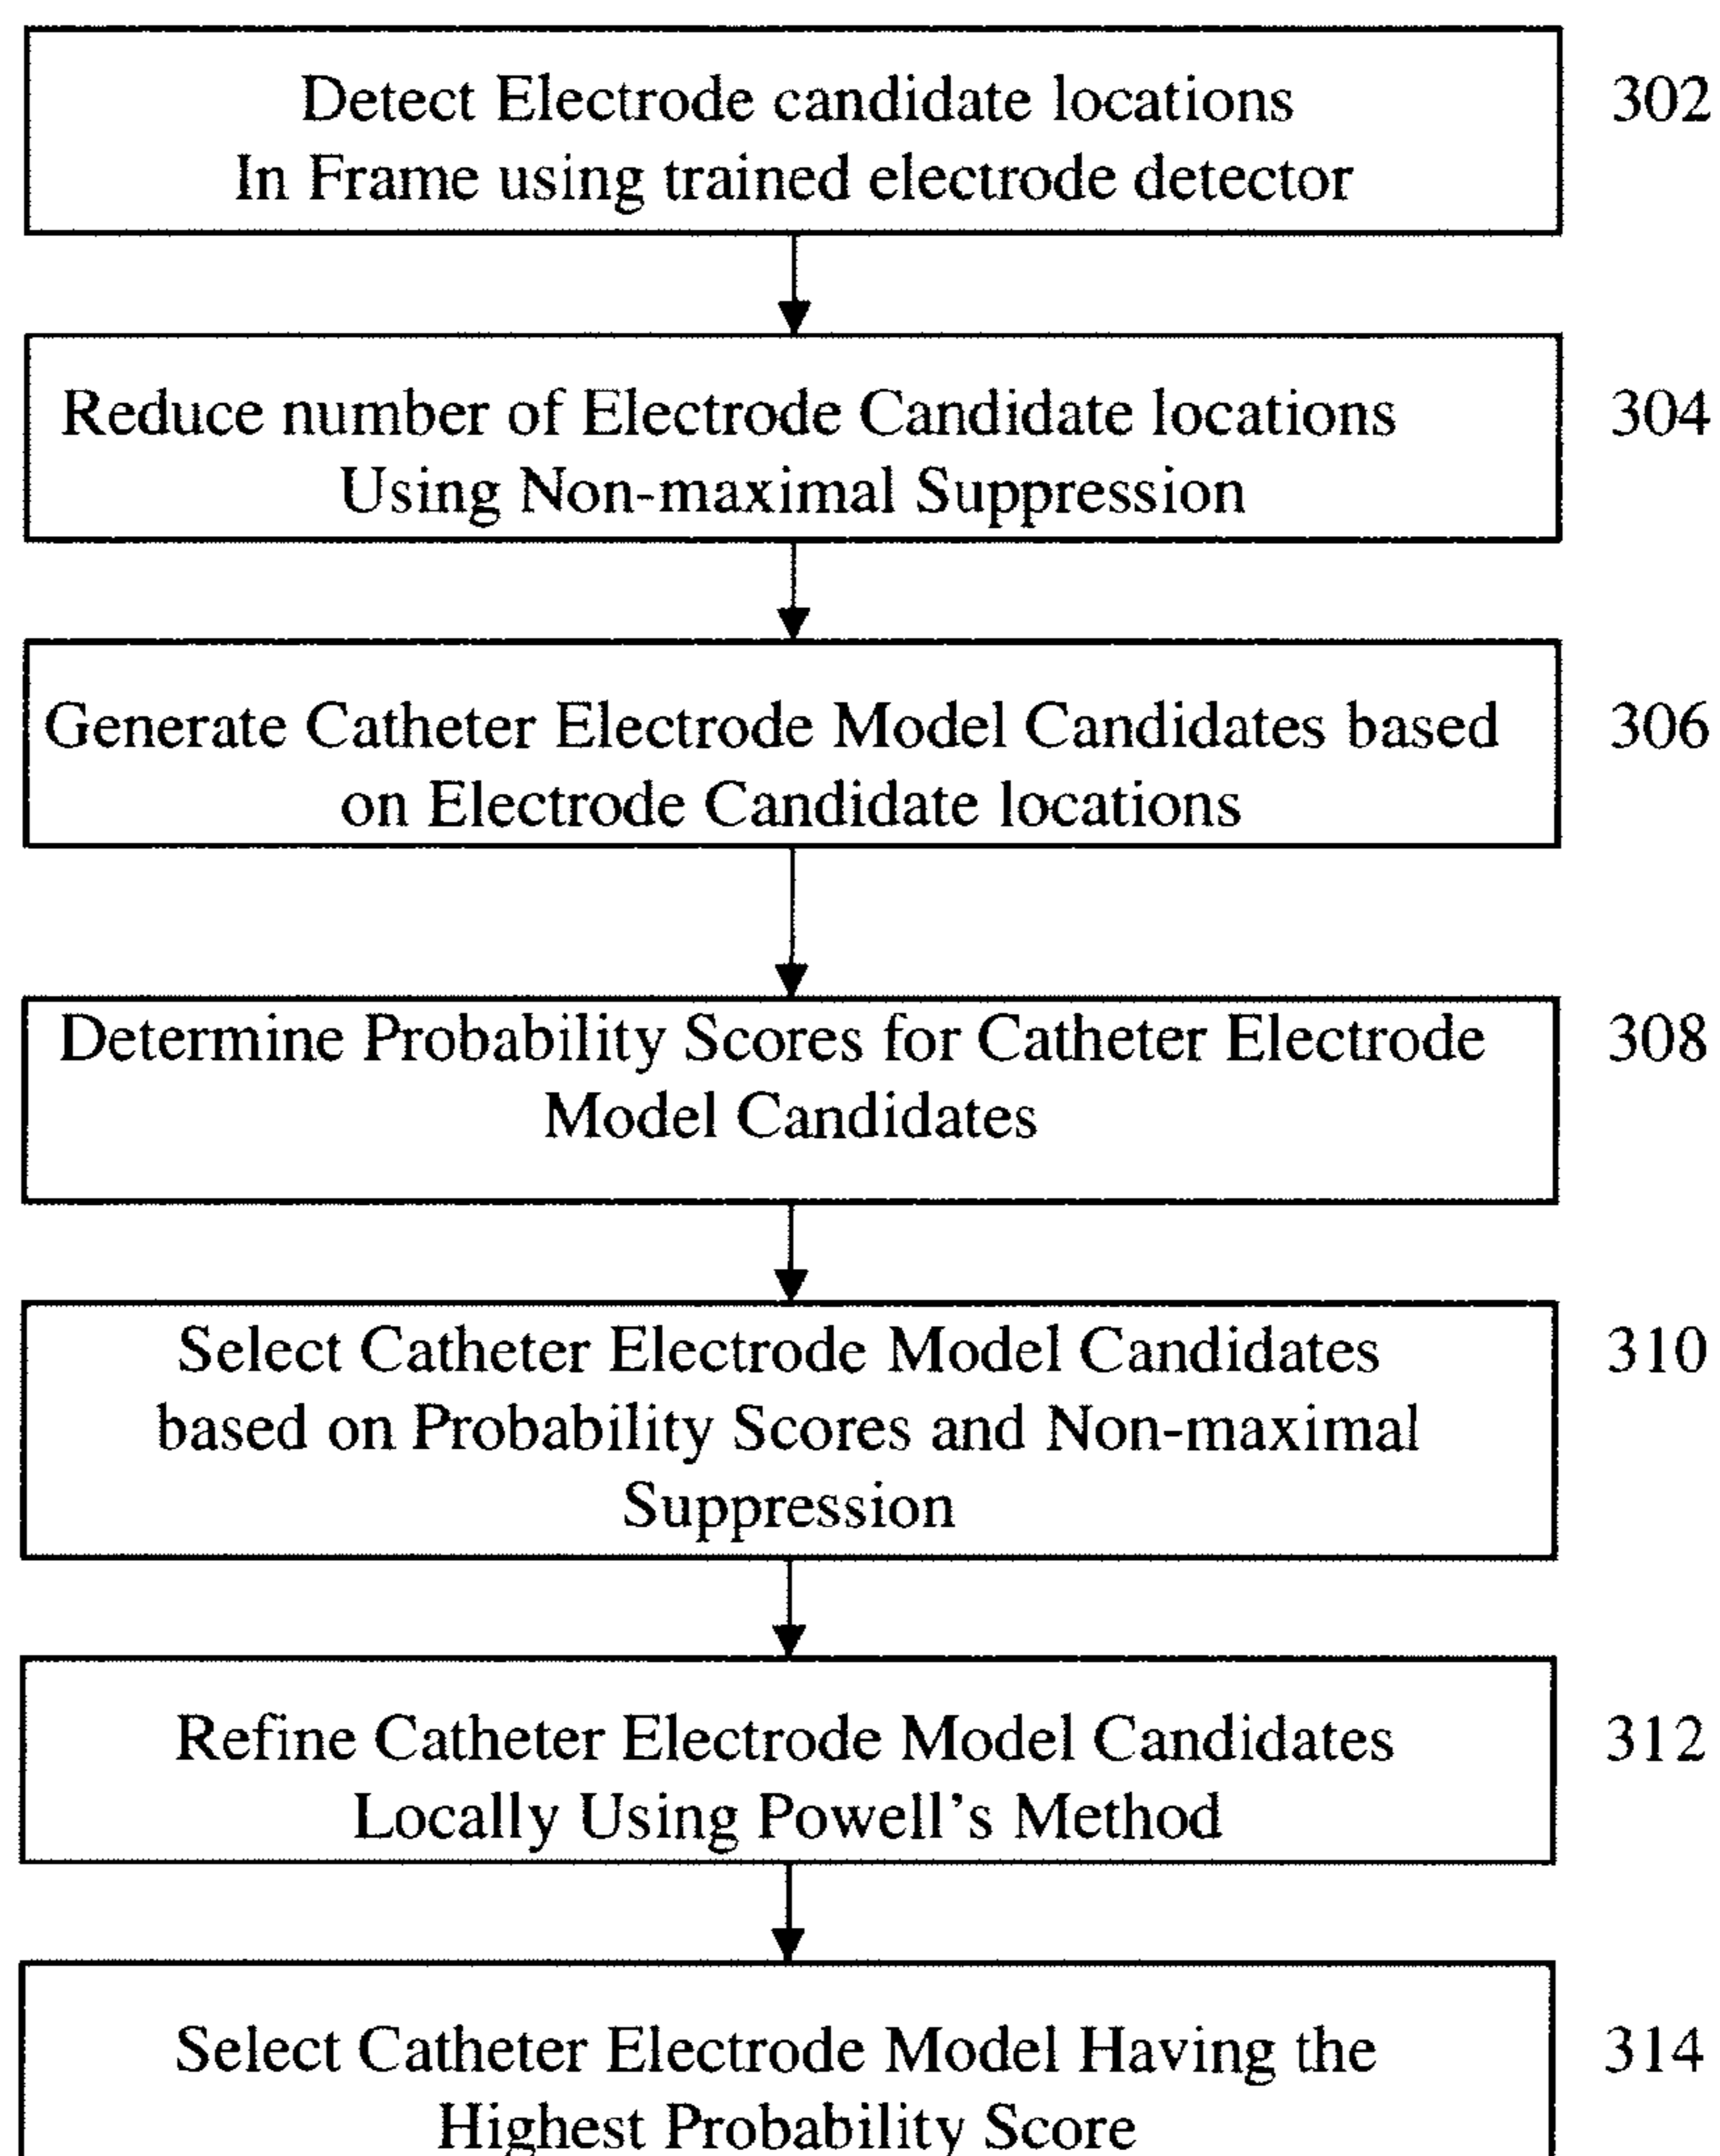 Detect Electrode candidate locations
In Frame using trained electrode detector
302
Reduce number of Electrode Candidate locations
Using Non-maximal Suppression
304
Generate Catheter Electrode Model Candidates based
on Electrode Candidate locations
306
Determine Probability Scores for Catheter Electrode
Model Candidates
308
Select Catheter Electrode Model Candidates
based on Probability Scores and Non-maximal
Suppression
310
Refine Catheter Electrode Model Candidates
Locally Using Powell's Method
312
Select Catheter Electrode Model Having the
Highest Probability Score
314